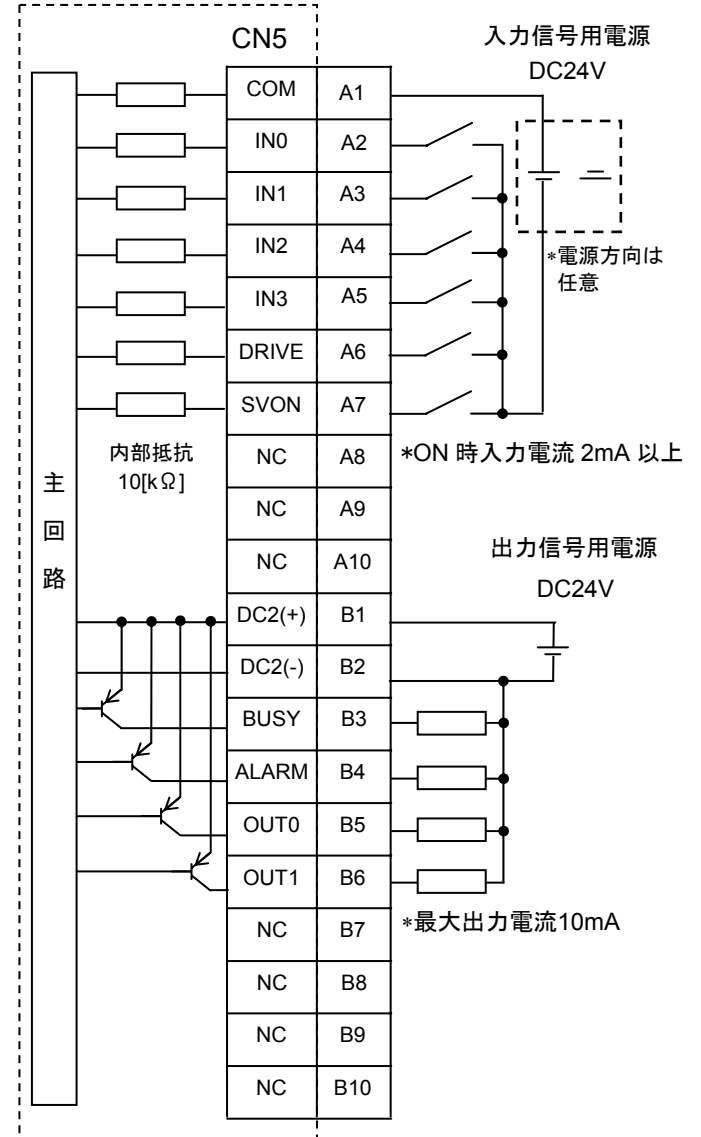 CN5
入力信号用電源
DC24V
COM A1
IN0 A2
IN1 A3
IN2 A4
*電源方向は
任意
IN3 A5
DRIVE A6
SVON A7
内部抵抗
10[kΩ]
NC A8
*ON 時入力電流 2mA 以上
主回路
NC A9
NC A10
出力信号用電源
DC24V
DC2(+) B1
DC2(-) B2
BUSY B3
ALARM B4
OUT0 B5
OUT1 B6
*最大出力電流10mA
NC B7
NC B8
NC B9
NC B10